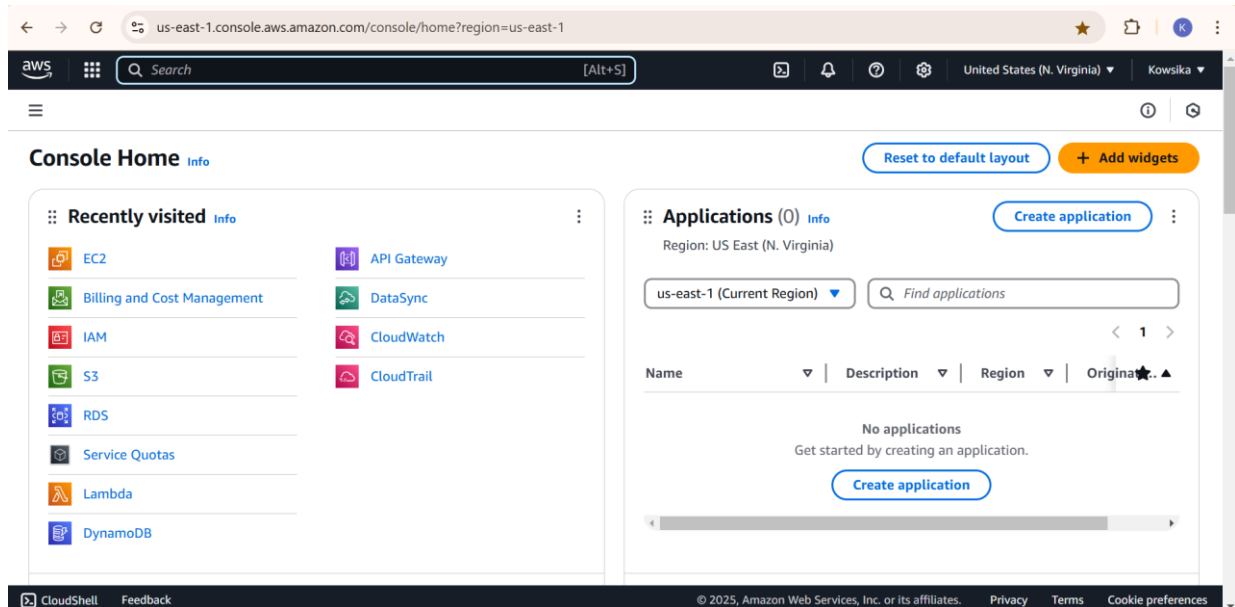 us-east-1.console.aws.amazon.com/console/home?region=us-east-1
K
aws
Search [Alt+S]
United States (N. Virginia)
Kowsika
Console Home Info
Reset to default layout
+ Add widgets
Recently visited Info
EC2
Billing and Cost Management
IAM
S3
RDS
Service Quotas
Lambda
DynamoDB
API Gateway
DataSync
CloudWatch
CloudTrail
Applications (0) Info
Create application
Region: US East (N. Virginia)
us-east-1 (Current Region)
Find applications
1
Name Description Region
No applications
Get started by creating an application.
Create application
CloudShell Feedback © 2025, Amazon Web Services, Inc. or its affiliates. Privacy Terms Cookie preferences